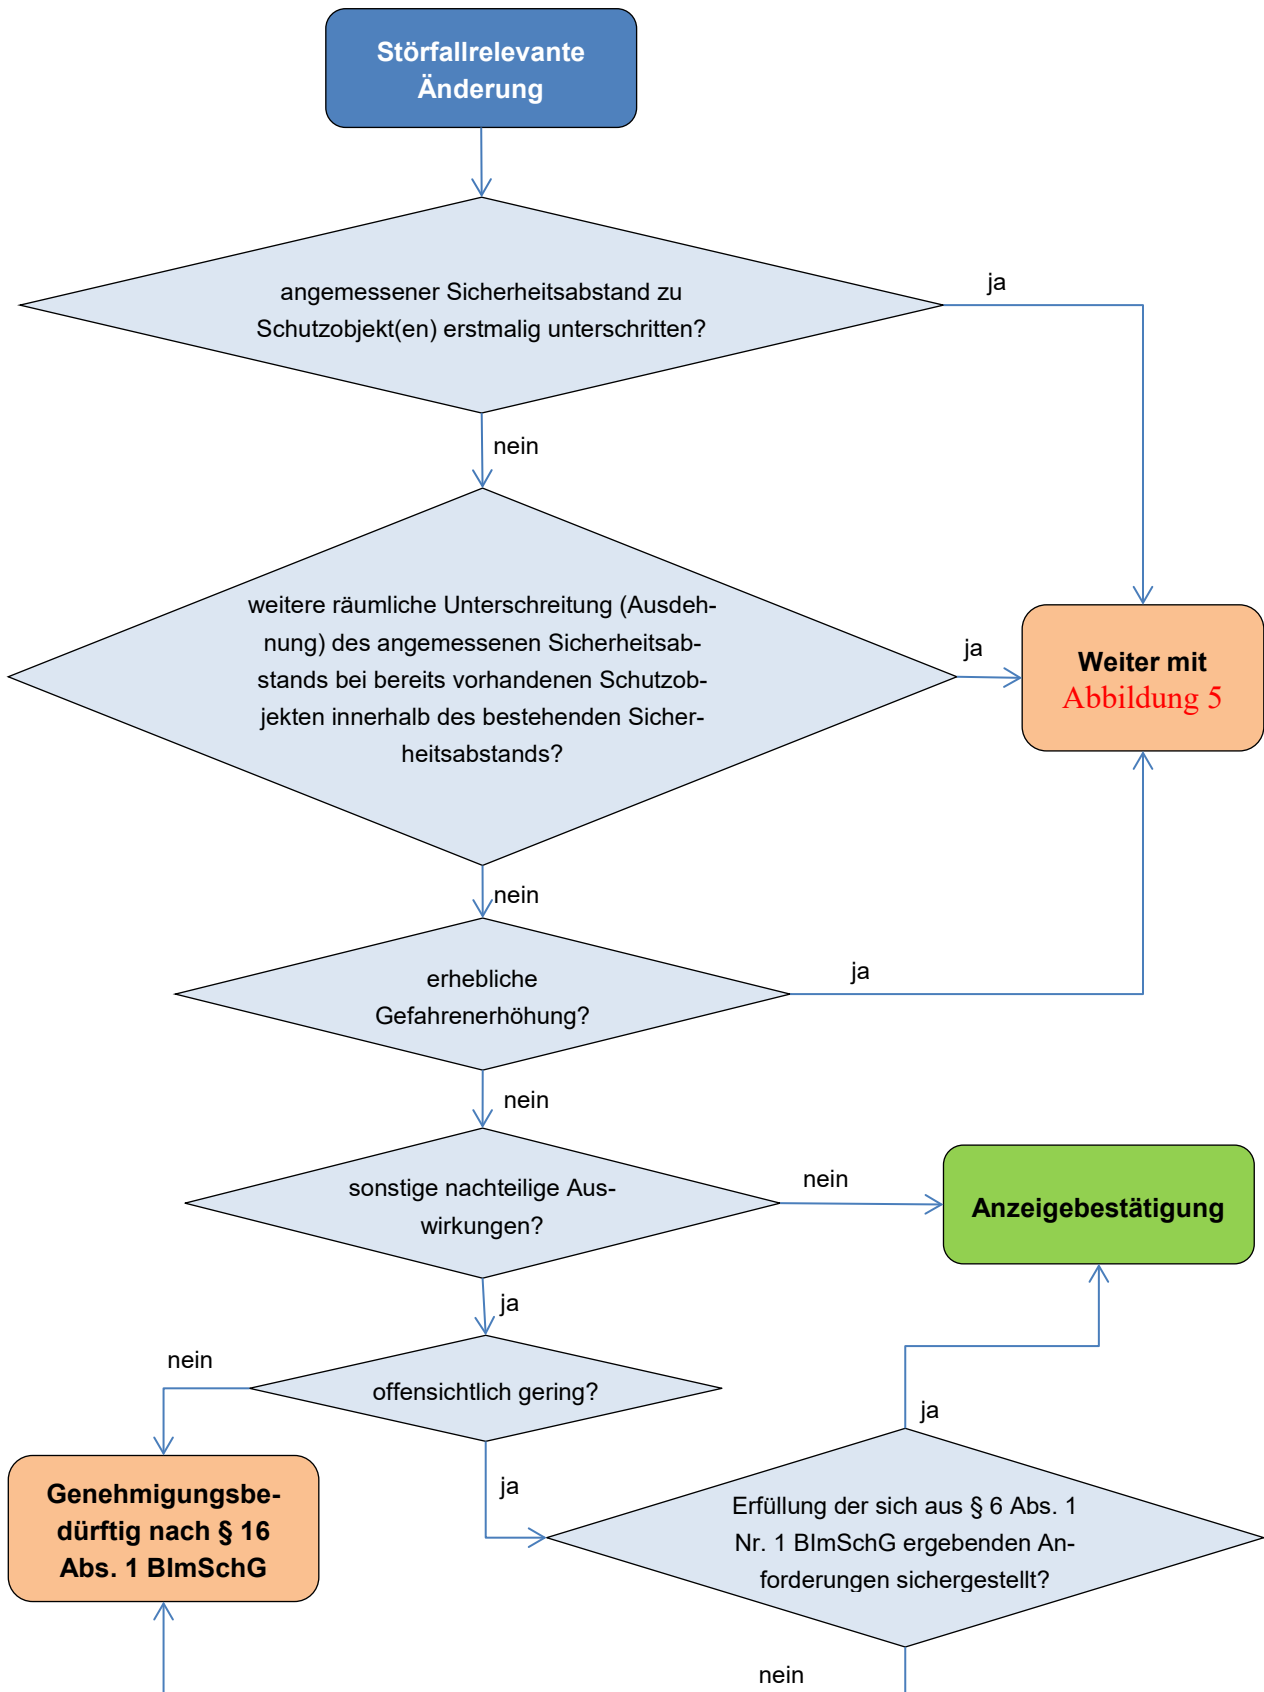 Störfallrelevante
Änderung
angemessener Sicherheitsabstand zu
Schutzobjekt(en) erstmalig unterschritten?
ja
nein
weitere räumliche Unterschreitung (Ausdeh-
nung) des angemessenen Sicherheitsab-
stands bei bereits vorhandenen Schutzob-
jekten innerhalb des bestehenden Sicher-
heitsabstands?
ja
Weiter mit
Abbildung 5
nein
erhebliche
Gefahrenerhöhung?
ja
nein
sonstige nachteilige Aus-
wirkungen?
nein
Anzeigebestätigung
ja
offensichtlich gering?
nein
ja
Genehmigungsbe-
dürftig nach § 16
Abs. 1 BImSchG
Erfüllung der sich aus § 6 Abs. 1
Nr. 1 BImSchG ergebenden An-
forderungen sichergestellt?
ja
nein